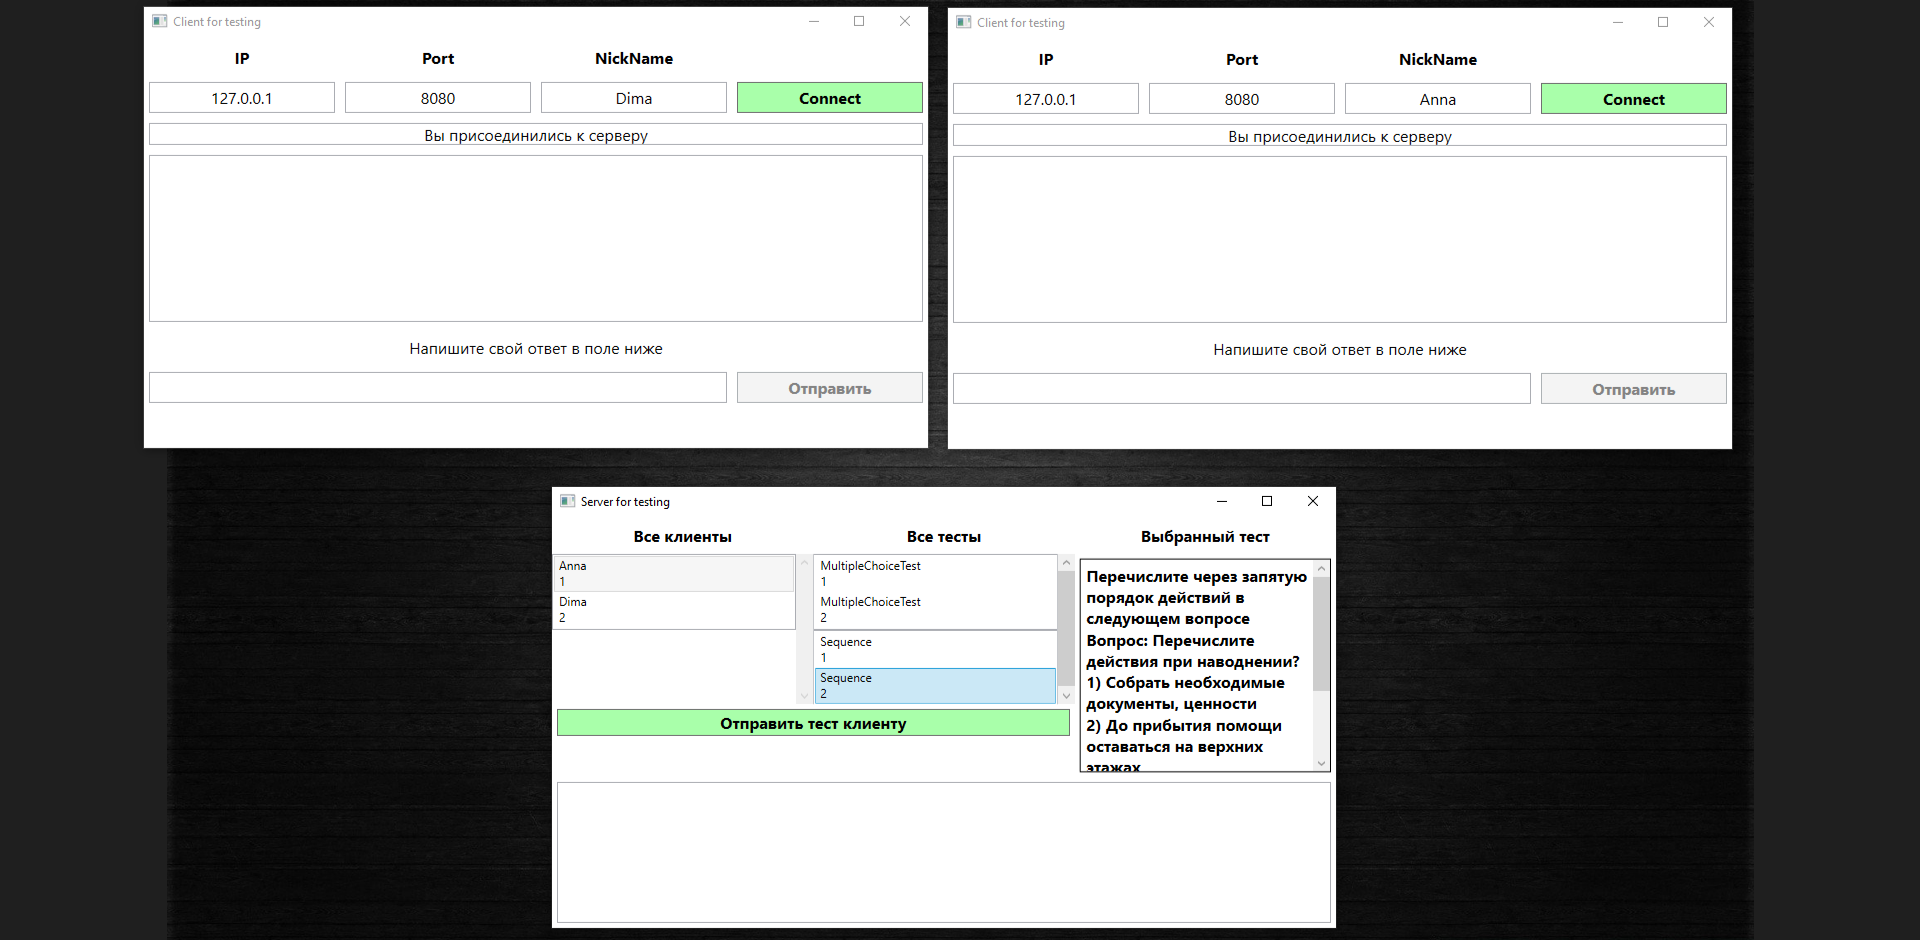 Client for testing
IP
Port
NickName
127.0.0.1
8080
Dima
Connect
Вы присоединились к серверу
Напишите свой ответ в поле ниже
Отправить
Client for testing
IP
Port
NickName
127.0.0.1
8080
Anna
Connect
Вы присоединились к серверу
Напишите свой ответ в поле ниже
Отправить
Server for testing
Все клиенты
Anna
1
Dima
2
Все тесты
MultipleChoiceTest
1
MultipleChoiceTest
2
Sequence
1
Sequence
2
Отправить тест клиенту
Выбранный тест
Перечислите через запятую
порядок действий в
следующем вопросе
Вопрос: Перечислите
действия при наводнении?
1) Собрать необходимые
документы, ценности
2) До прибытия помощи
оставаться на верхних
этажах